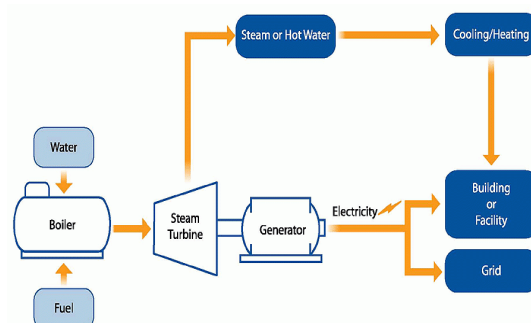 Steam or Hot Water
Cooling/Heating
Water
Boiler
Fuel
Steam
Turbine
Generator
Electricity
Building
or
Facility
Grid